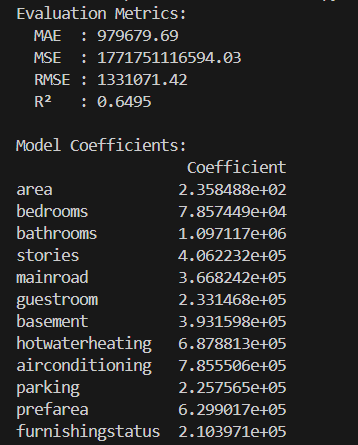 Evaluation Metrics:
MAE : 979679.69
MSE : 1771751116594.03
RMSE : 1331071.42
R² : 0.6495
Model Coefficients:
Coefficient
area 2.358488e+02
bedrooms 7.857449e+04
bathrooms 1.097117e+06
stories 4.062232e+05
mainroad 3.668242e+05
guestroom 2.331468e+05
basement 3.931598e+05
hotwaterheating 6.878813e+05
airconditioning 7.855506e+05
parking 2.257565e+05
prefarea 6.299017e+05
furnishingstatus 2.103971e+05